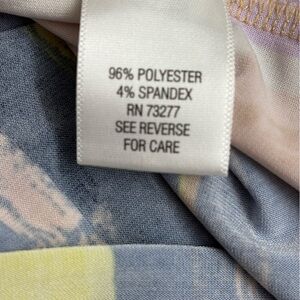 96% POLYESTER
4% SPANDEX
RN 73277
SEE REVERSE
FOR CARE